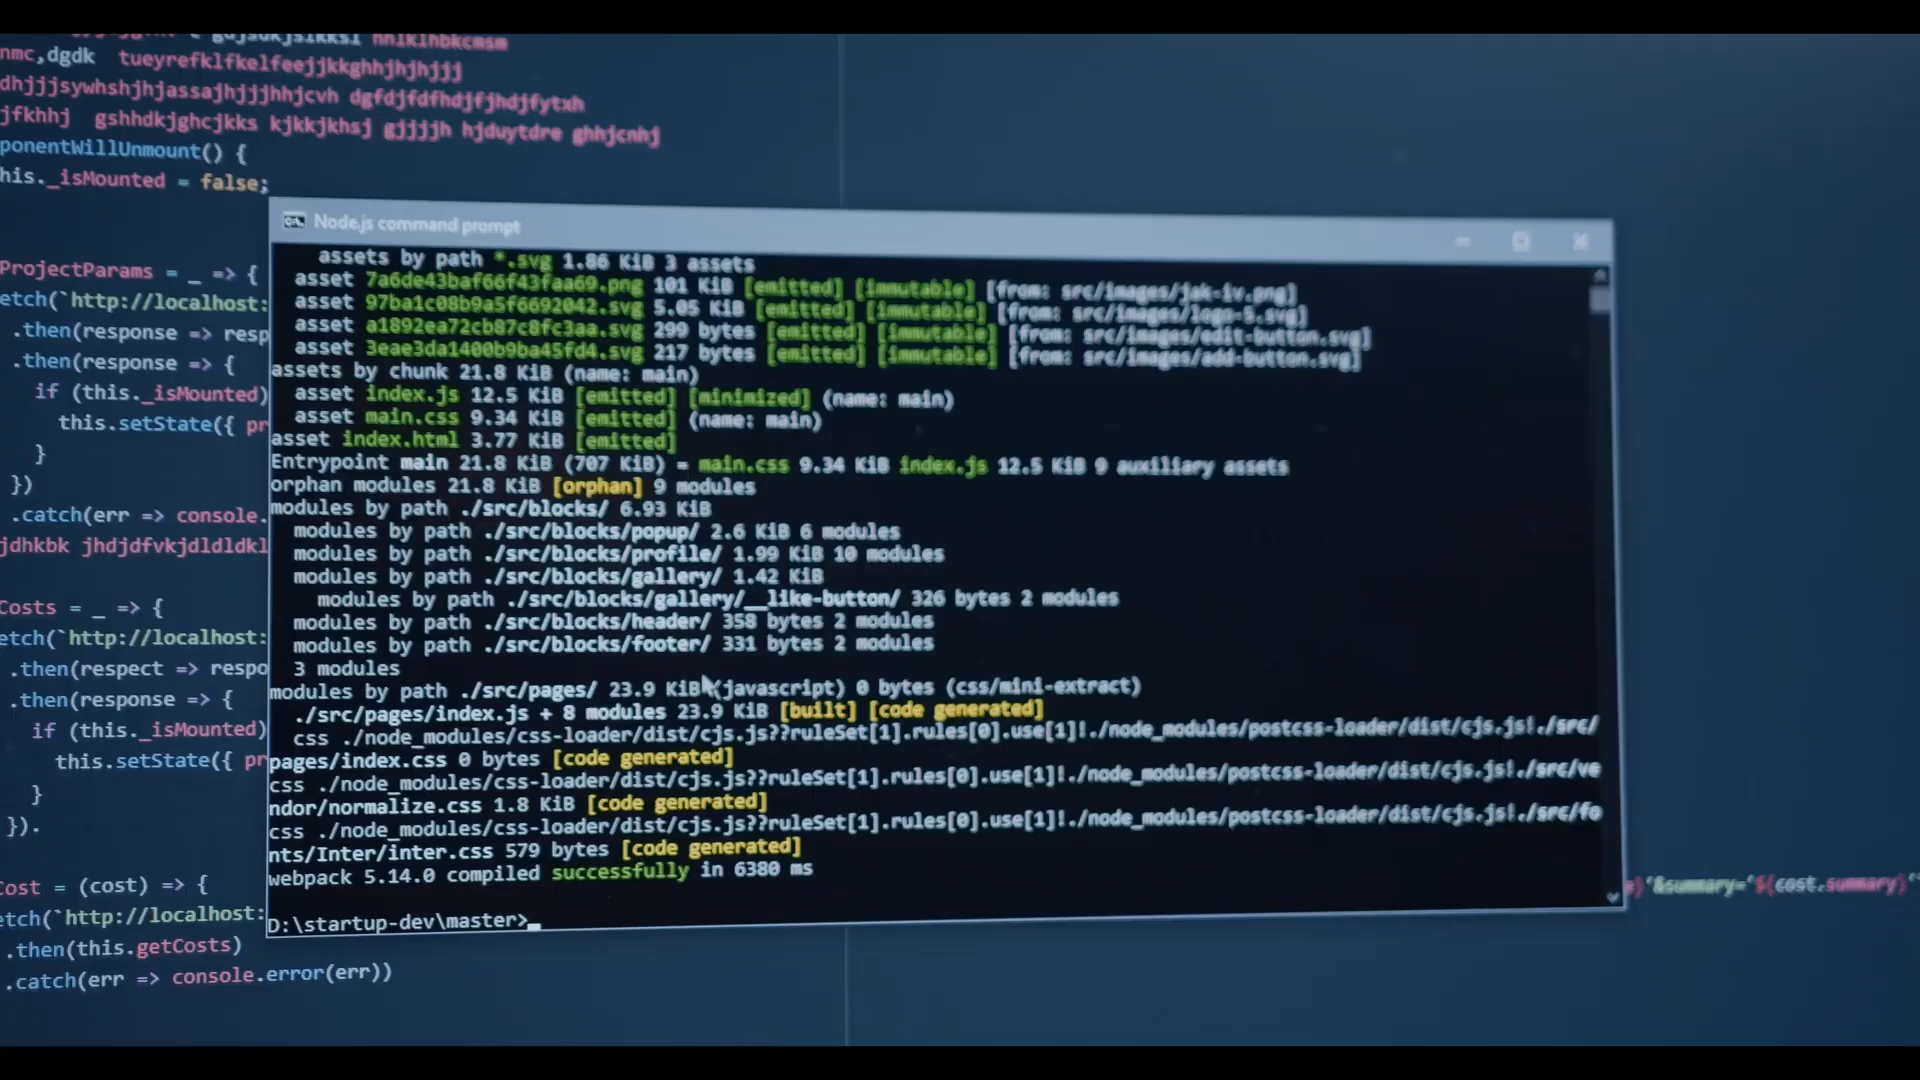 hhlklhbkcmsm
nmc,dgdk tueyrefklfkelfeejjkkghhjhjhjjj
dhjjjsywhshjhjassajhjjjhhjcvh dgfdjfdfhdjfjhdjfytxh
jfkhhj gshhdkjghcjkks kjkkjkhsj gjjjjh hjduytdre ghhjcnhj
ponentWillUnmount() {
his._isMounted = false;
ProjectParams = _ => {
etch(`http://localhost:
.then(response => resp
.then(response => {
if (this._isMounted)
this.setState({ pr
}
})
.catch(err => console.
jdhkbk jhdjdfvkjdldldkl
Costs = _ => {
etch(`http://localhost:
.then(respect => respo
.then(response => {
if (this._isMounted)
this.setState({ pr
}
}).
Cost = (cost) => {
etch(`http://localhost:
.then(this.getCosts)
.catch(err => console.error(err))
Node.js command prompt
assets by path *.svg 1.86 KiB 3 assets
asset 7a6de43baf66f43faa69.png 101 KiB [emitted] [immutable] [from: src/images/jak-iv.png]
asset 97ba1c08b9a5f6692042.svg 5.05 KiB [emitted] [immutable] [from: src/images/logo-5.svg]
asset a1892ea72cb87c8fc3aa.svg 299 bytes [emitted] [immutable] [from: src/images/edit-button.svg]
asset 3eae3da1400b9ba45fd4.svg 217 bytes [emitted] [immutable] [from: src/images/add-button.svg]
assets by chunk 21.8 KiB (name: main)
asset index.js 12.5 KiB [emitted] [minimized] (name: main)
asset main.css 9.34 KiB [emitted] (name: main)
asset index.html 3.77 KiB [emitted]
Entrypoint main 21.8 KiB (707 KiB) = main.css 9.34 KiB index.js 12.5 KiB 9 auxiliary assets
orphan modules 21.8 KiB [orphan] 9 modules
modules by path ./src/blocks/ 6.93 KiB
modules by path ./src/blocks/popup/ 2.6 KiB 6 modules
modules by path ./src/blocks/profile/ 1.99 KiB 10 modules
modules by path ./src/blocks/gallery/ 1.42 KiB
modules by path ./src/blocks/gallery/__like-button/ 326 bytes 2 modules
modules by path ./src/blocks/header/ 358 bytes 2 modules
modules by path ./src/blocks/footer/ 331 bytes 2 modules
3 modules
modules by path ./src/pages/ 23.9 KiB (javascript) 0 bytes (css/mini-extract)
./src/pages/index.js + 8 modules 23.9 KiB [built] [code generated]
css ./node_modules/css-loader/dist/cjs.js??ruleSet[1].rules[0].use[1]!./node_modules/postcss-loader/dist/cjs.js!./src/
pages/index.css 0 bytes [code generated]
css ./node_modules/css-loader/dist/cjs.js??ruleSet[1].rules[0].use[1]!./node_modules/postcss-loader/dist/cjs.js!./src/ve
ndor/normalize.css 1.8 KiB [code generated]
css ./node_modules/css-loader/dist/cjs.js??ruleSet[1].rules[0].use[1]!./node_modules/postcss-loader/dist/cjs.js!./src/fo
nts/Inter/inter.css 579 bytes [code generated]
webpack 5.14.0 compiled successfully in 6380 ms
D:\startup-dev\master>_
}'&summary='${cost.summary}'`